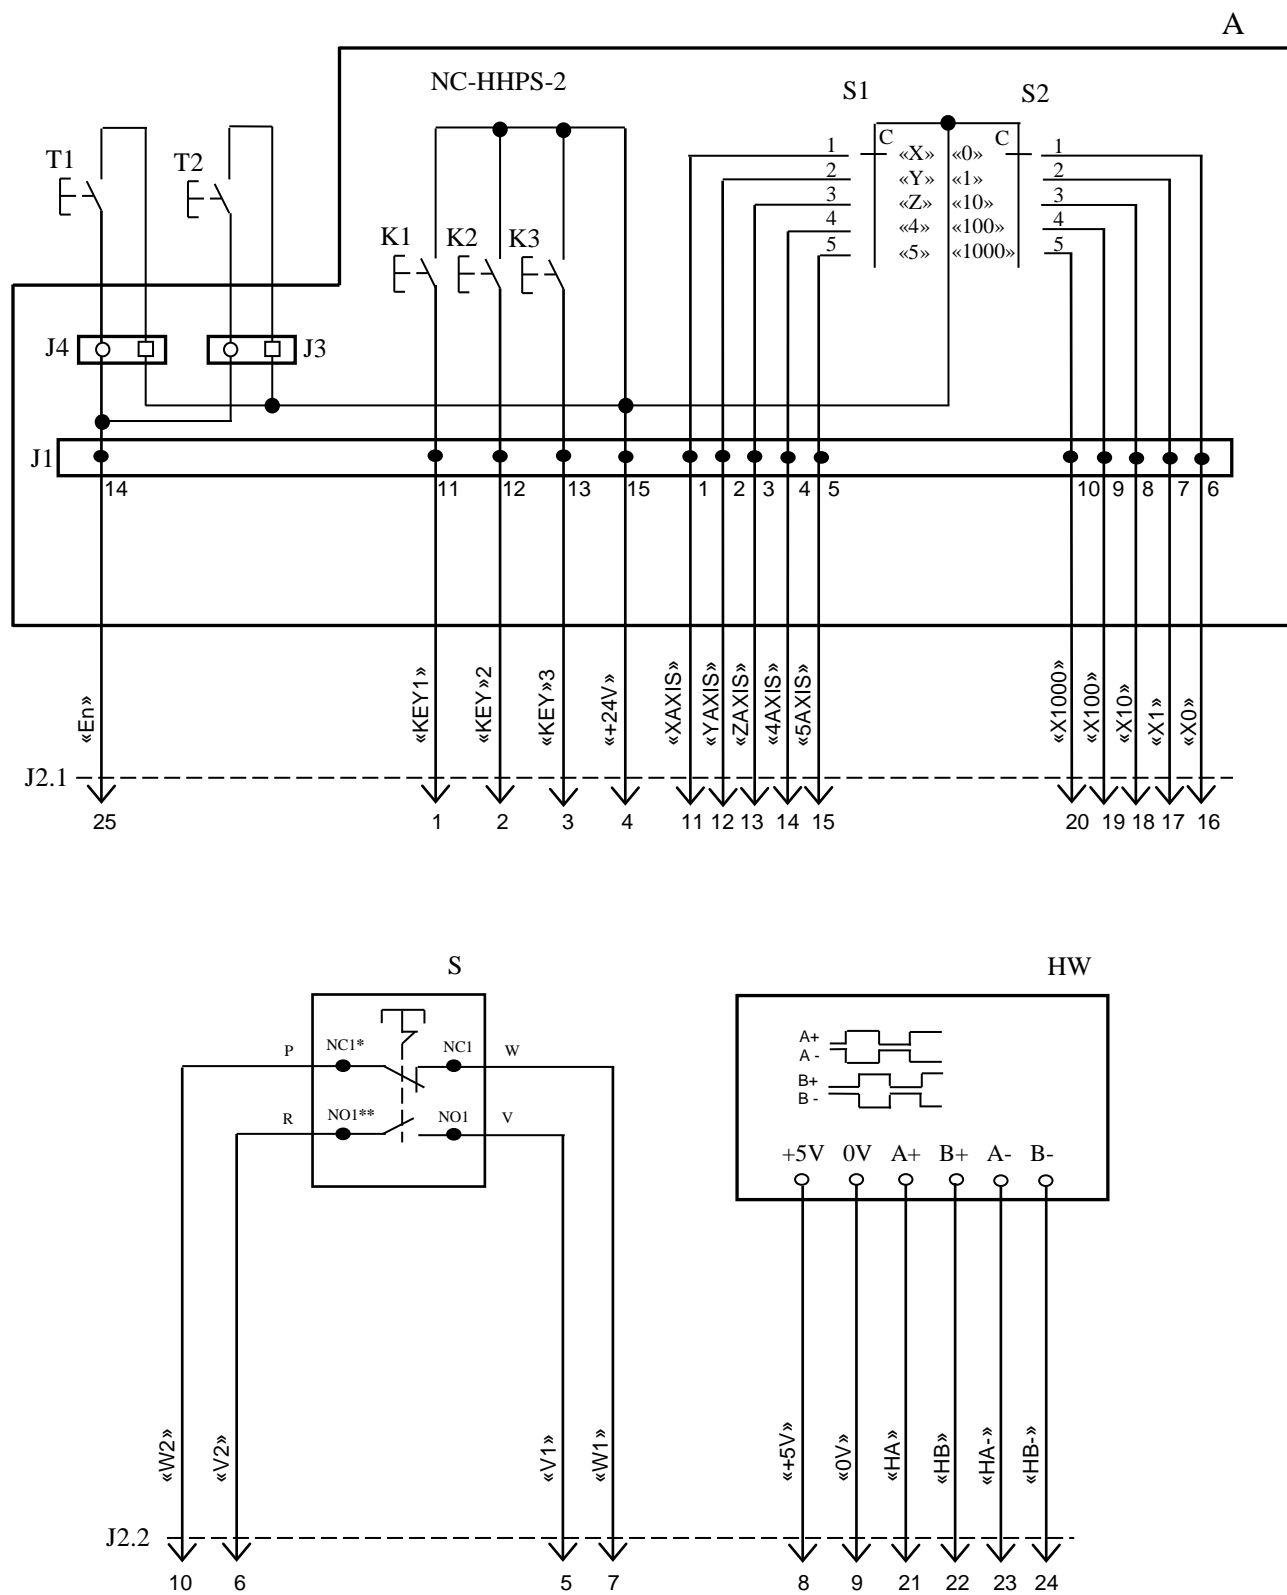 A
NC-HHPS-2
S1 S2
T1 T2
C C
1 «X» «0» 1
2 «Y» «1» 2
3 «Z» «10» 3
4 «4» «100» 4
5 «5» «1000» 5
K1 K2 K3
J4 J3
J1
14 11 12 13 15 1 2 3 4 5 10 9 8 7 6
«En» «KEY1» «KEY»2 «KEY»3 «+24V» «XAXIS» «YAXIS» «ZAXIS» «4AXIS» «5AXIS» «X1000» «X100» «X10» «X1» «X0»
J2.1
25 1 2 3 4 11 12 13 14 15 20 19 18 17 16
S HW
P NC1* NC1 W
R NO1** NO1 V
A+
A -
B+
B -
+5V 0V A+ B+ A- B-
«W2» «V2» «V1» «W1» «+5V» «0V» «HA» «HB» «HA-» «HB-»
J2.2
10 6 5 7 8 9 21 22 23 24